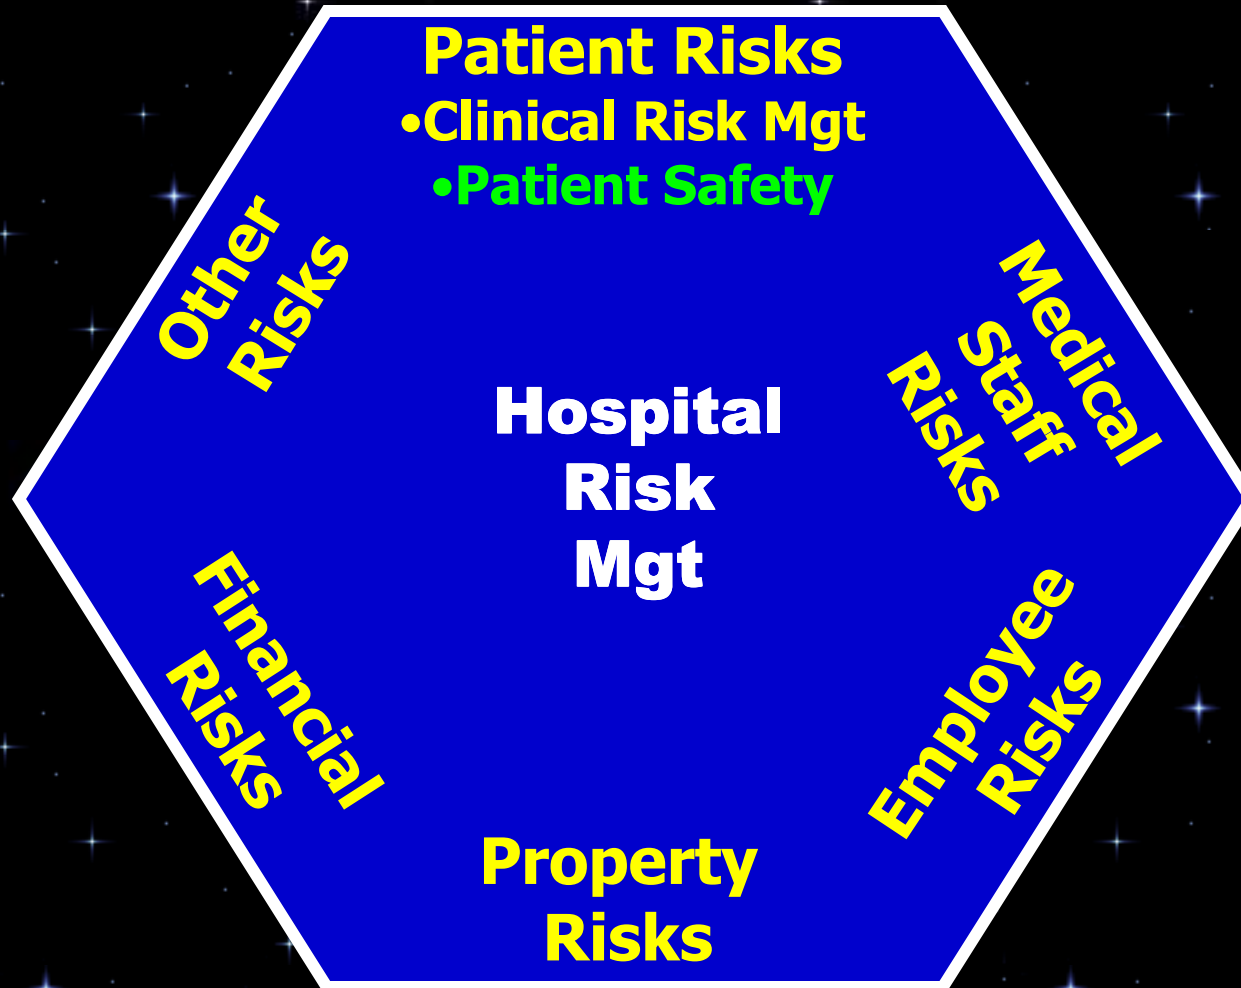 Patient Risks
•Clinical Risk Mgt
•Patient Safety
Other
Risks
Medical
Staff
Risks
Hospital
Risk
Mgt
Financial
Risks
Employee
Risks
Property
Risks